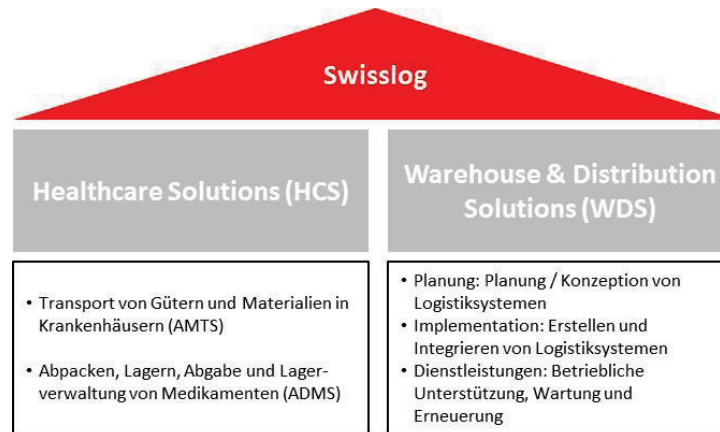 Swisslog
Healthcare Solutions (HCS)
Warehouse & Distribution
Solutions (WDS)
• Transport von Gütern und Materialien in
Krankenhäusern (AMTS)
• Abpacken, Lagern, Abgabe und Lager-
verwaltung von Medikamenten (ADMS)
• Planung: Planung / Konzeption von
Logistiksystemen
• Implementation: Erstellen und
Integrieren von Logistiksystemen
• Dienstleistungen: Betriebliche
Unterstützung, Wartung und
Erneuerung